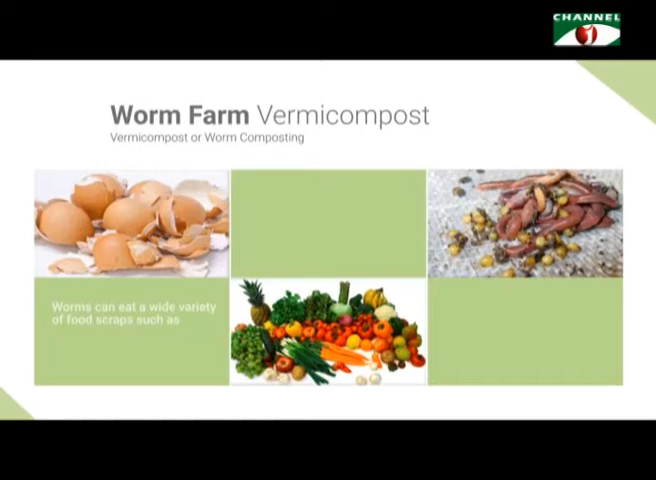 CHANNEL
Worm Farm Vermicompost
Vermicompost or Worm Composting
Worms can eat a wide variety
of food scraps such as